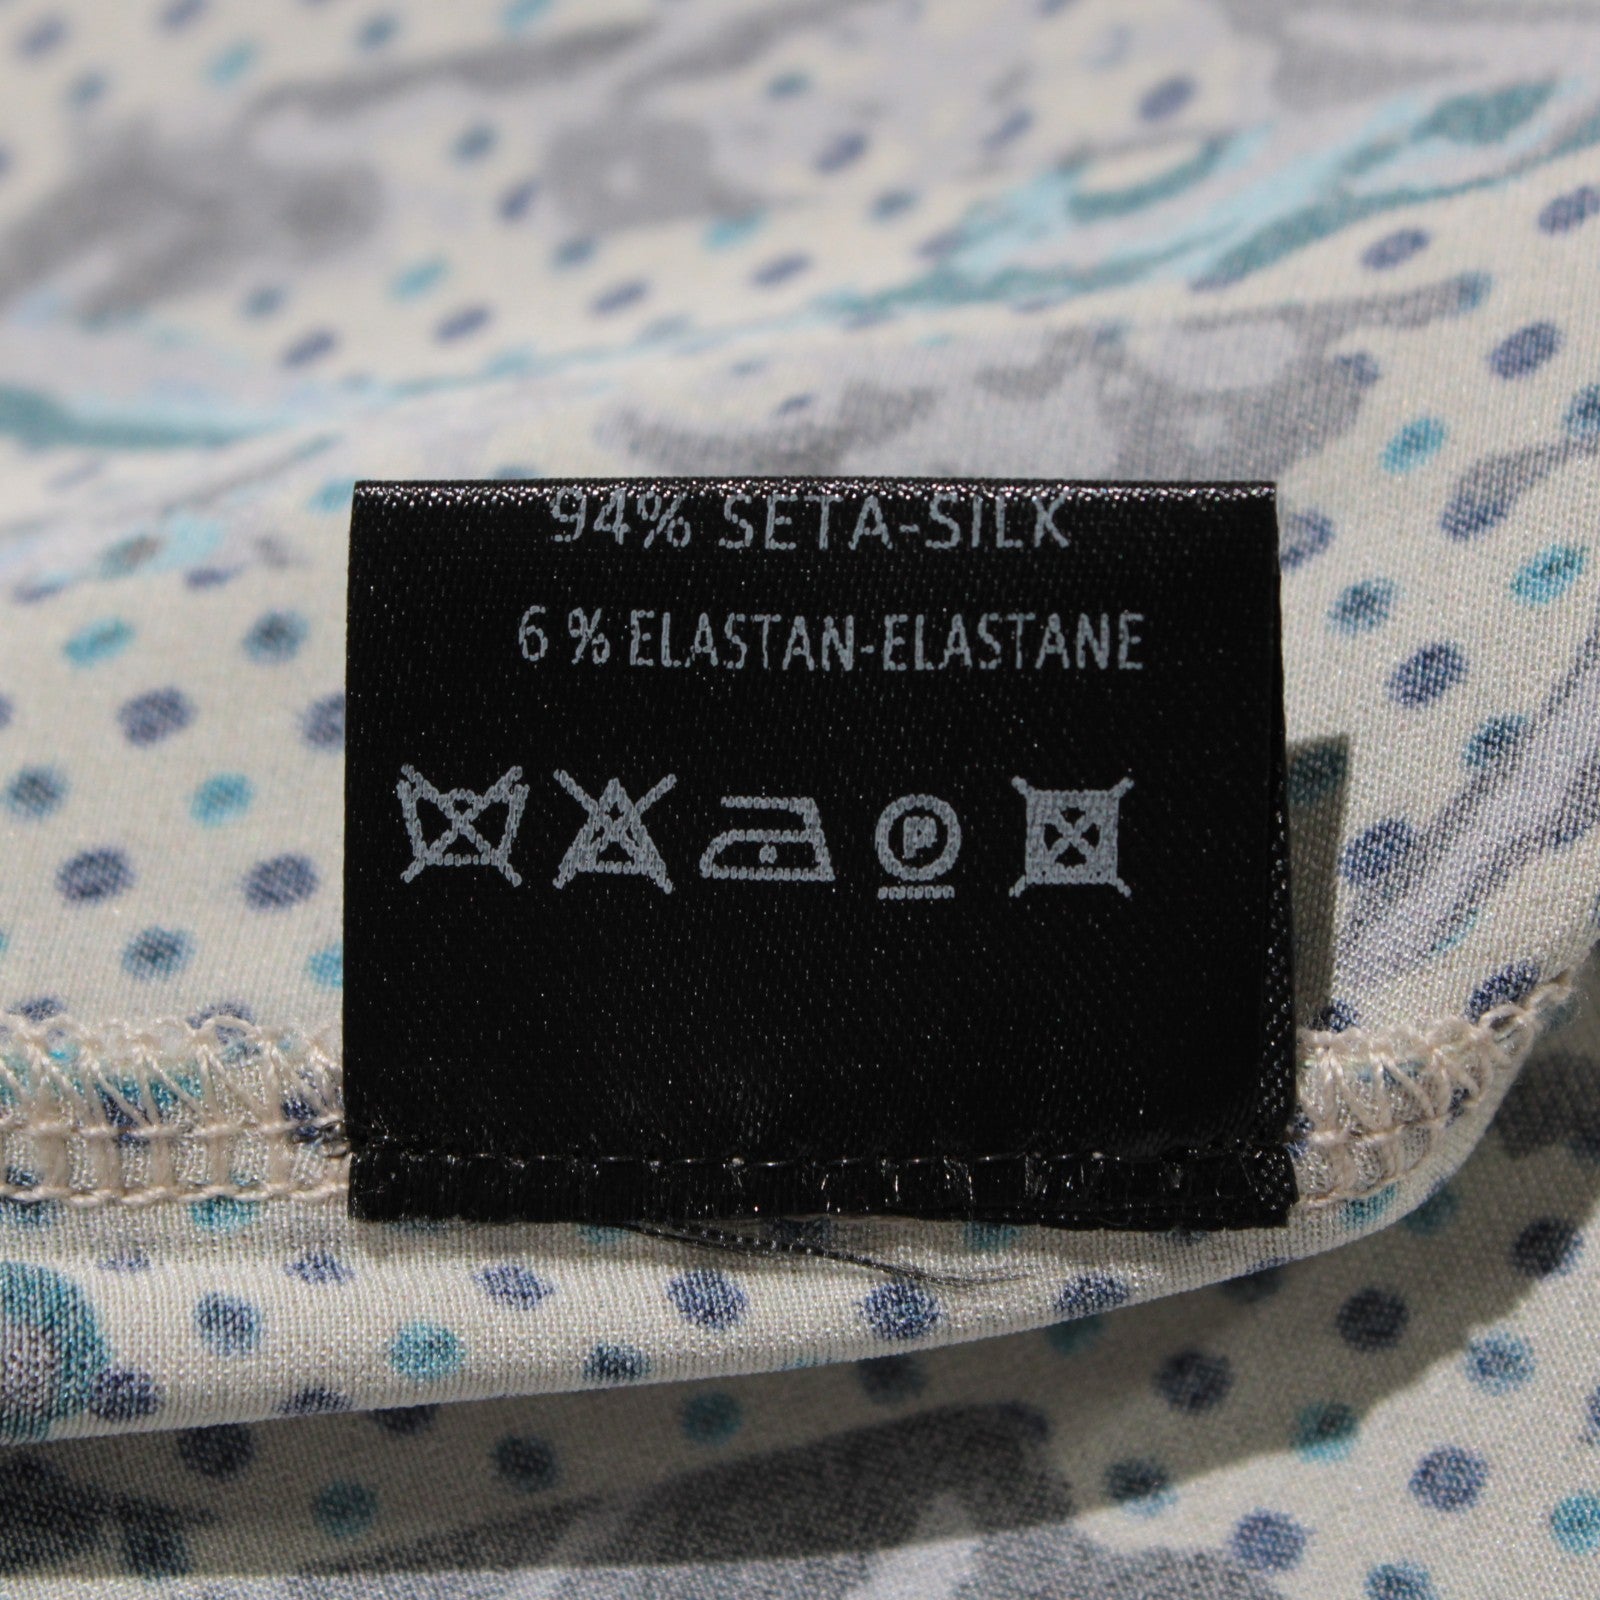 94% SETA-SILK
6 % ELASTAN-ELASTANE
P